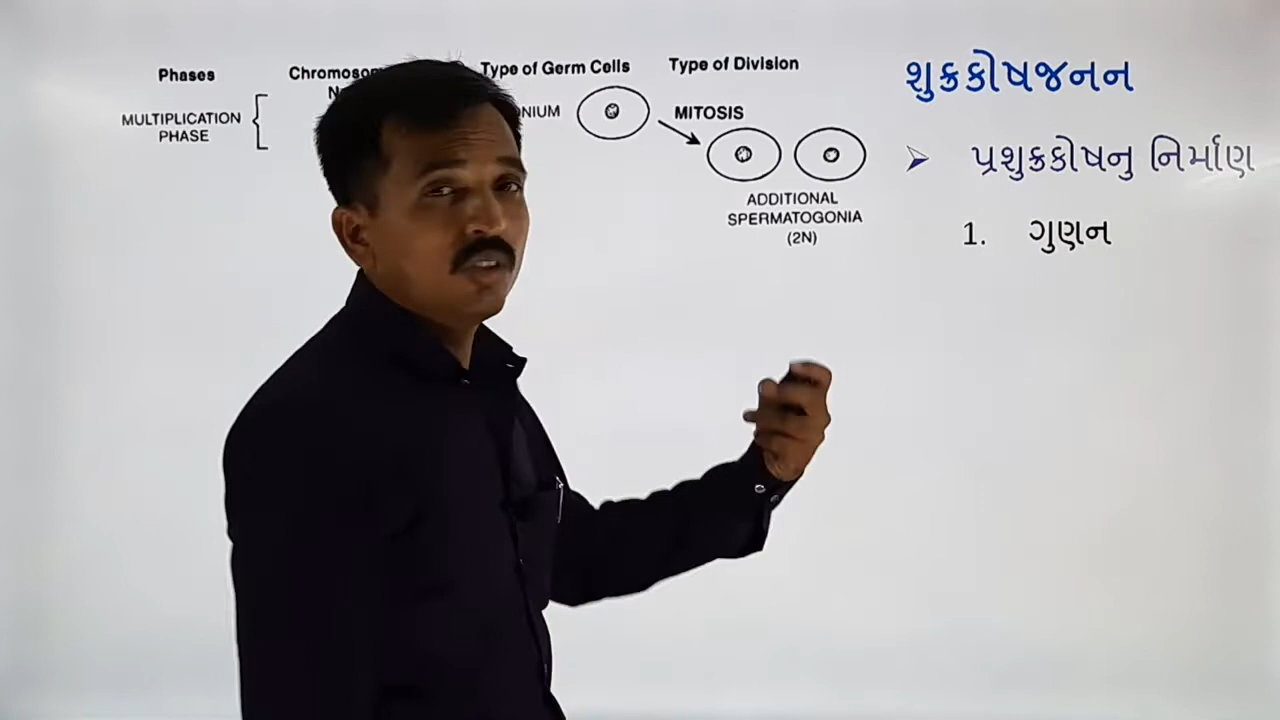 Phases
Type of Germ Cells
Type of Division
MULTIPLICATION
PHASE
MITOSIS
ADDITIONAL
SPERMATOGONIA
(2N)
શુક્રકોષજનન
પ્રશુક્રકોષનુ નિર્માણ
1. ગુણન